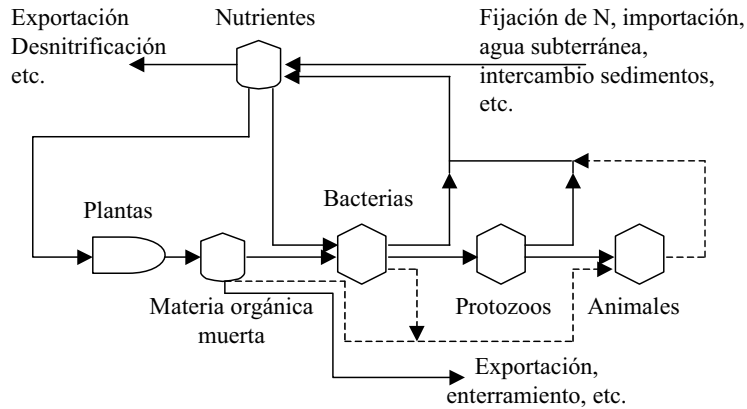 Exportación
Desnitrificación
etc.
Nutrientes
Fijación de N, importación,
agua subterránea,
intercambio sedimentos,
etc.
Plantas
Bacterias
Materia orgánica
muerta
Protozoos
Animales
Exportación,
enterramiento, etc.